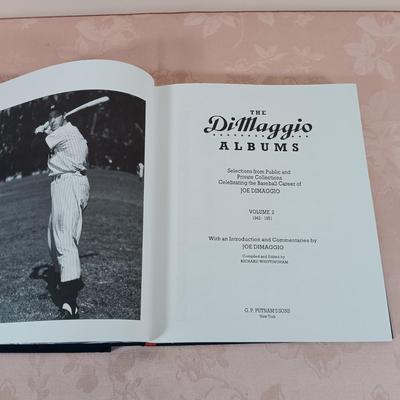 THE
DiMaggio
ALBUMS
Selections from Public and
Private Collections
Celebrating the Baseball Career of
JOE DIMAGGIO
VOLUME 2
1942 - 1951
With an Introduction and Commentaries by
JOE DIMAGGIO
Compiled and Edited by
RICHARD WHITTINGHAM
G. P. PUTNAM'S SONS
New York